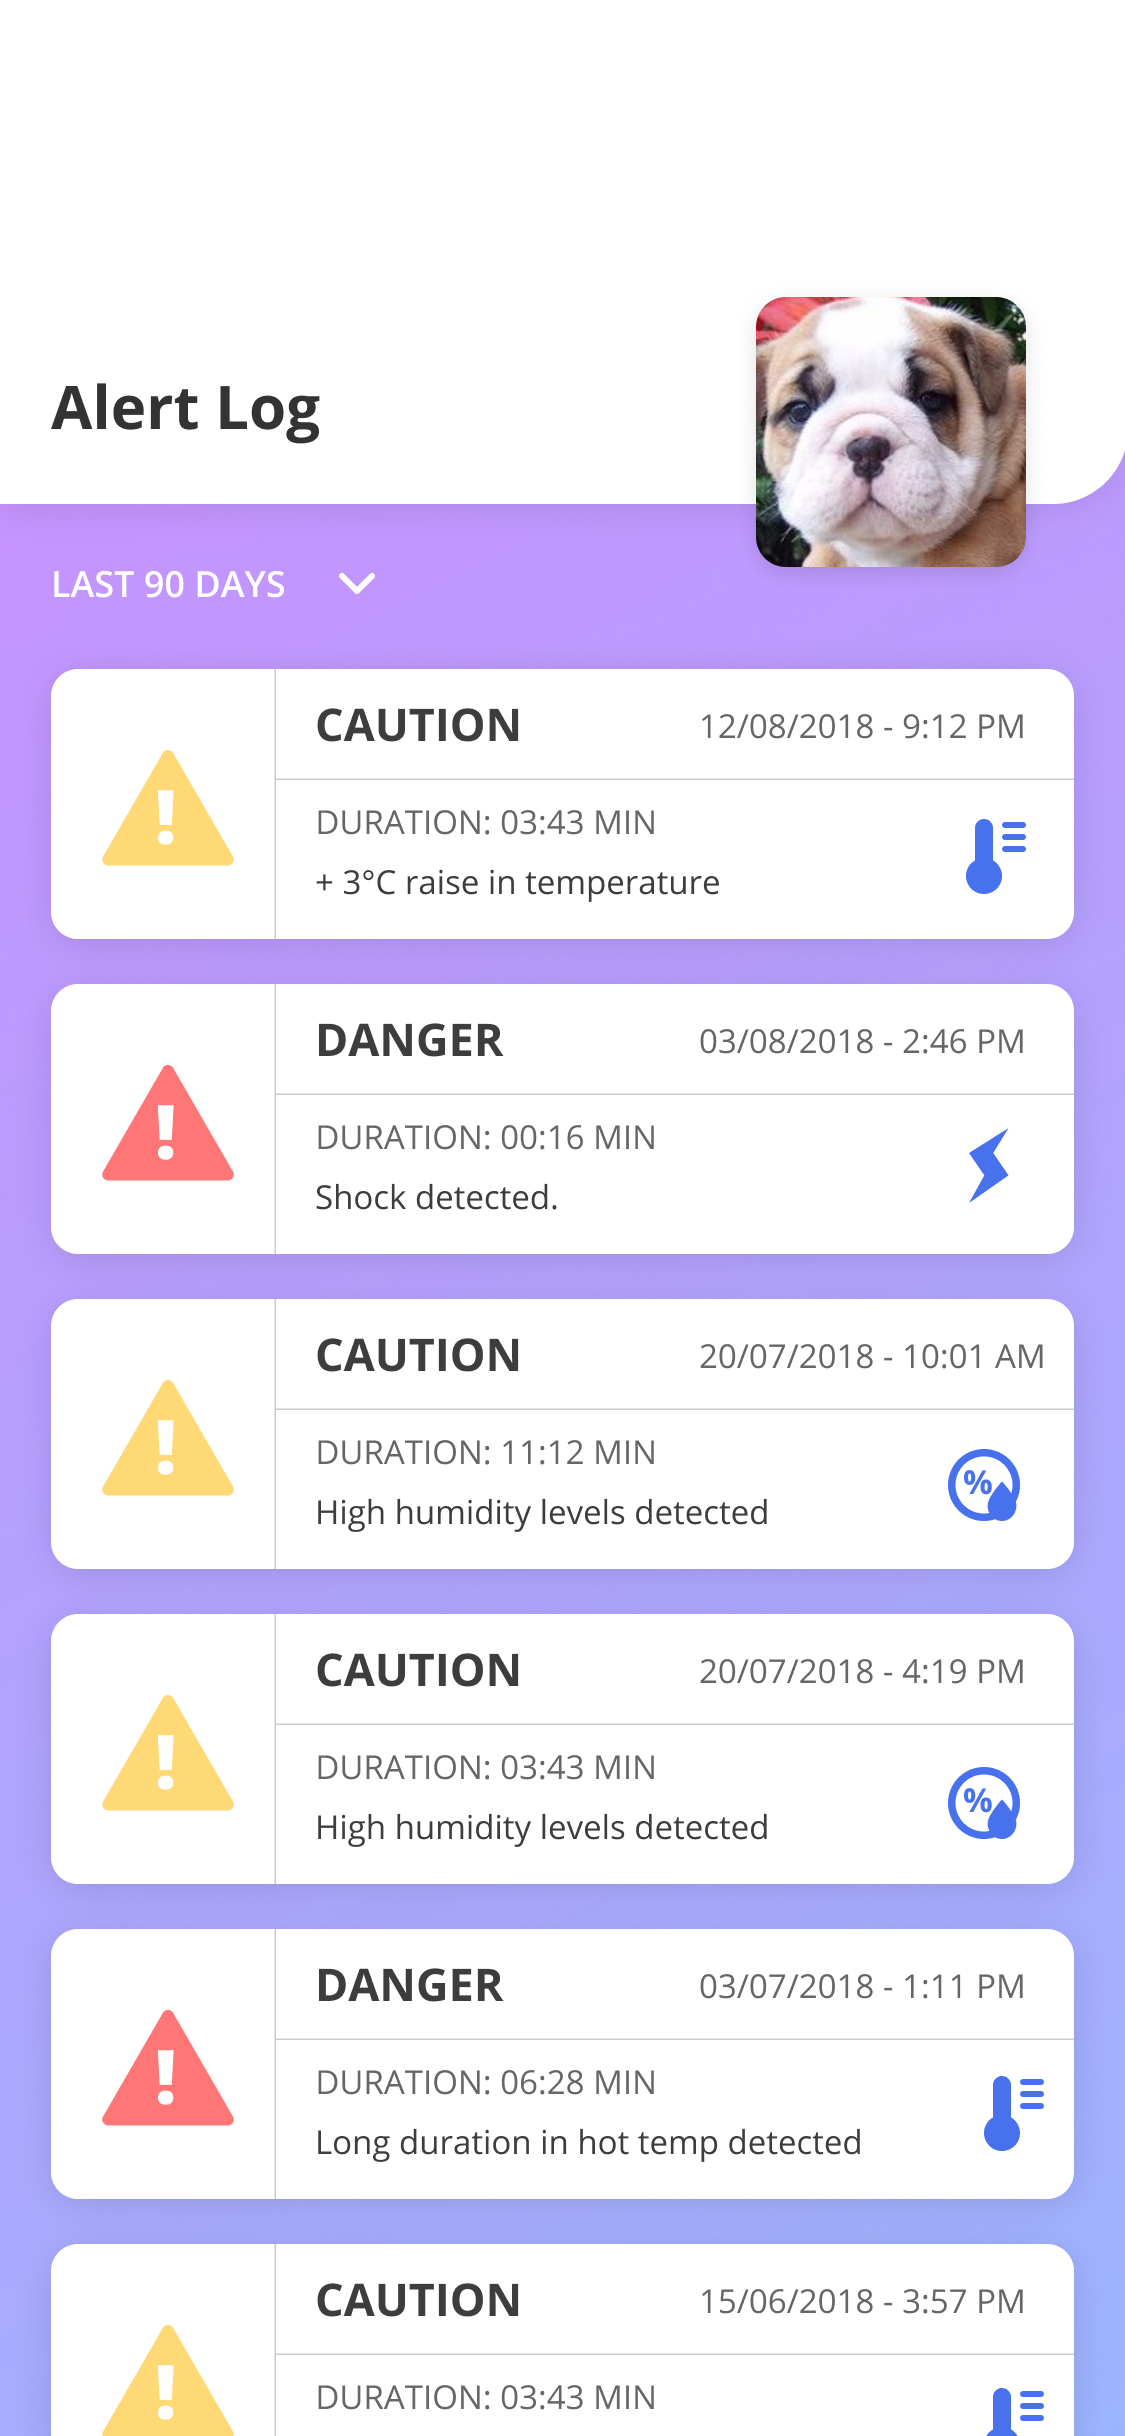 Alert Log
LAST 90 DAYS
CAUTION 12/08/2018 - 9:12 PM
DURATION: 03:43 MIN
+ 3°C raise in temperature
DANGER 03/08/2018 - 2:46 PM
DURATION: 00:16 MIN
Shock detected.
CAUTION 20/07/2018 - 10:01 AM
DURATION: 11:12 MIN
%
High humidity levels detected
CAUTION 20/07/2018 - 4:19 PM
DURATION: 03:43 MIN
%
High humidity levels detected
DANGER 03/07/2018 - 1:11 PM
DURATION: 06:28 MIN
Long duration in hot temp detected
CAUTION 15/06/2018 - 3:57 PM
DURATION: 03:43 MIN